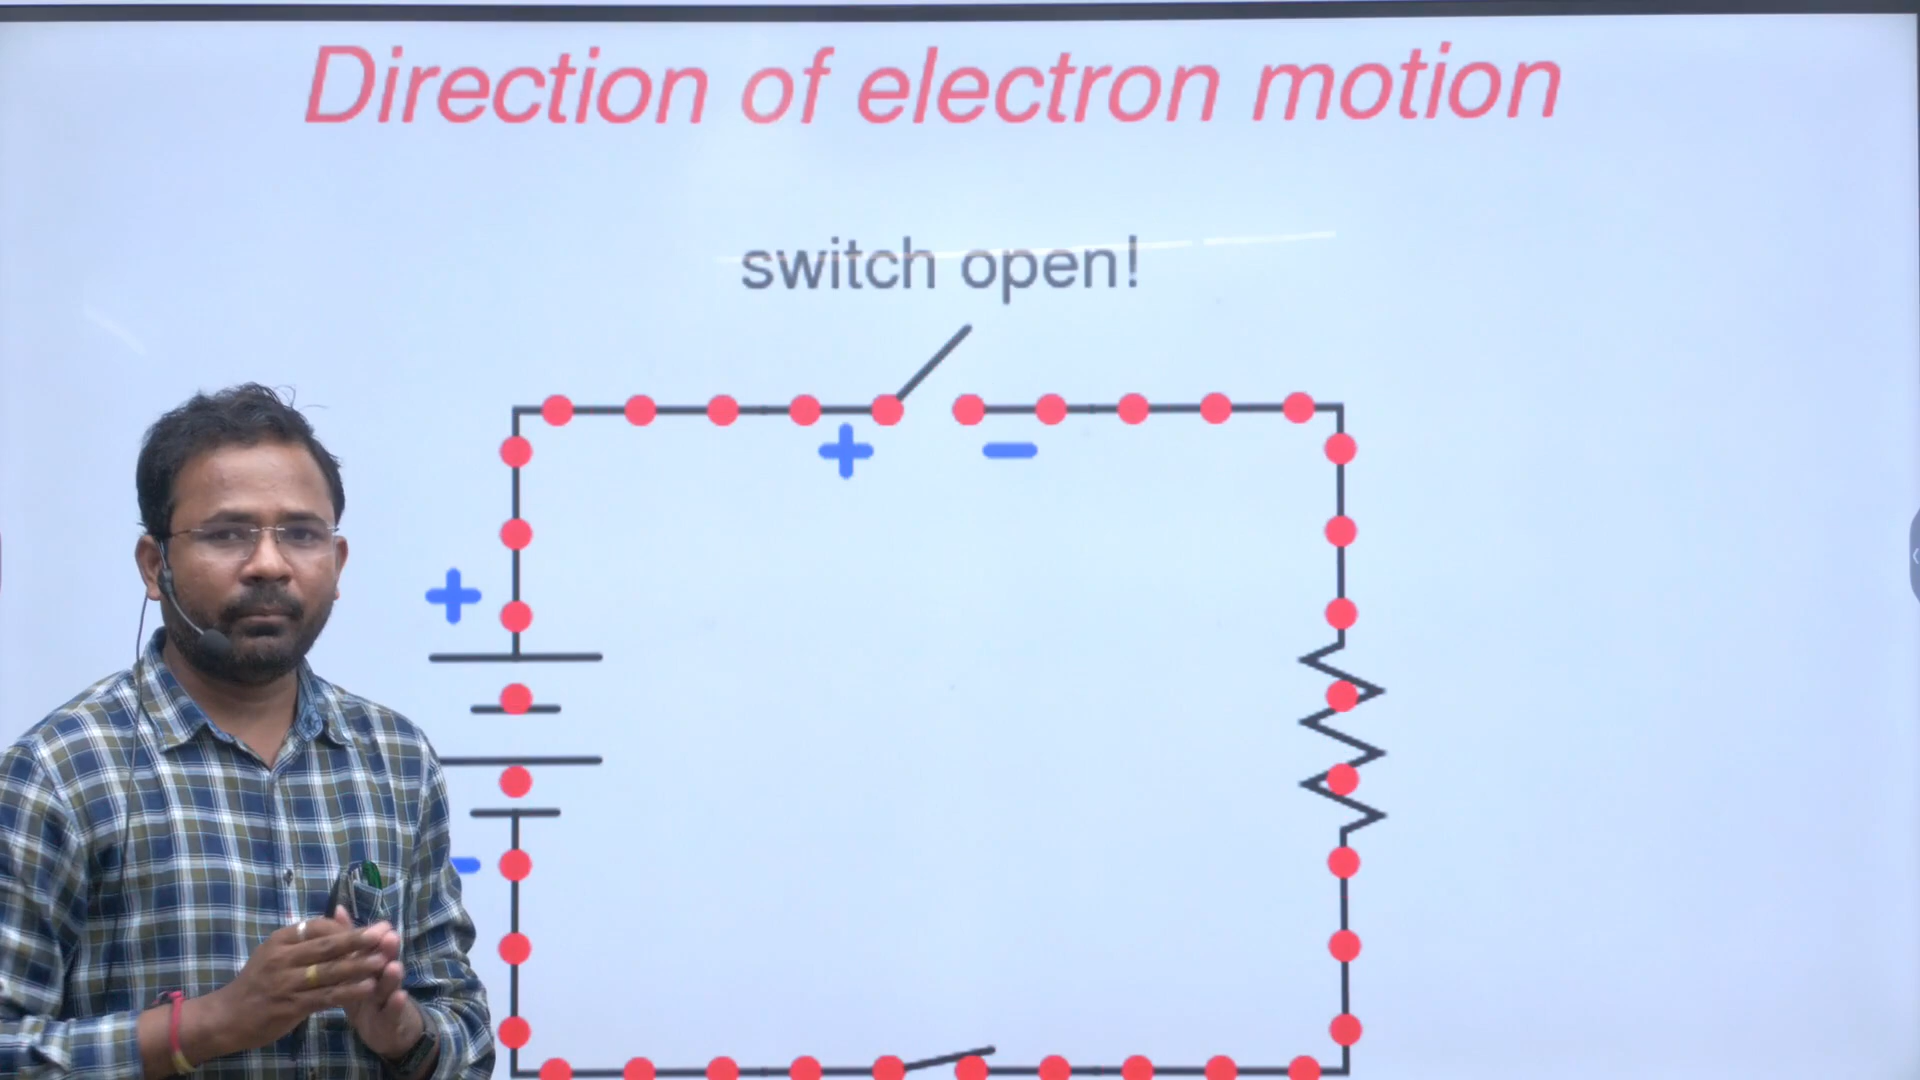 Direction of electron motion
switch open!
+ −
+
-